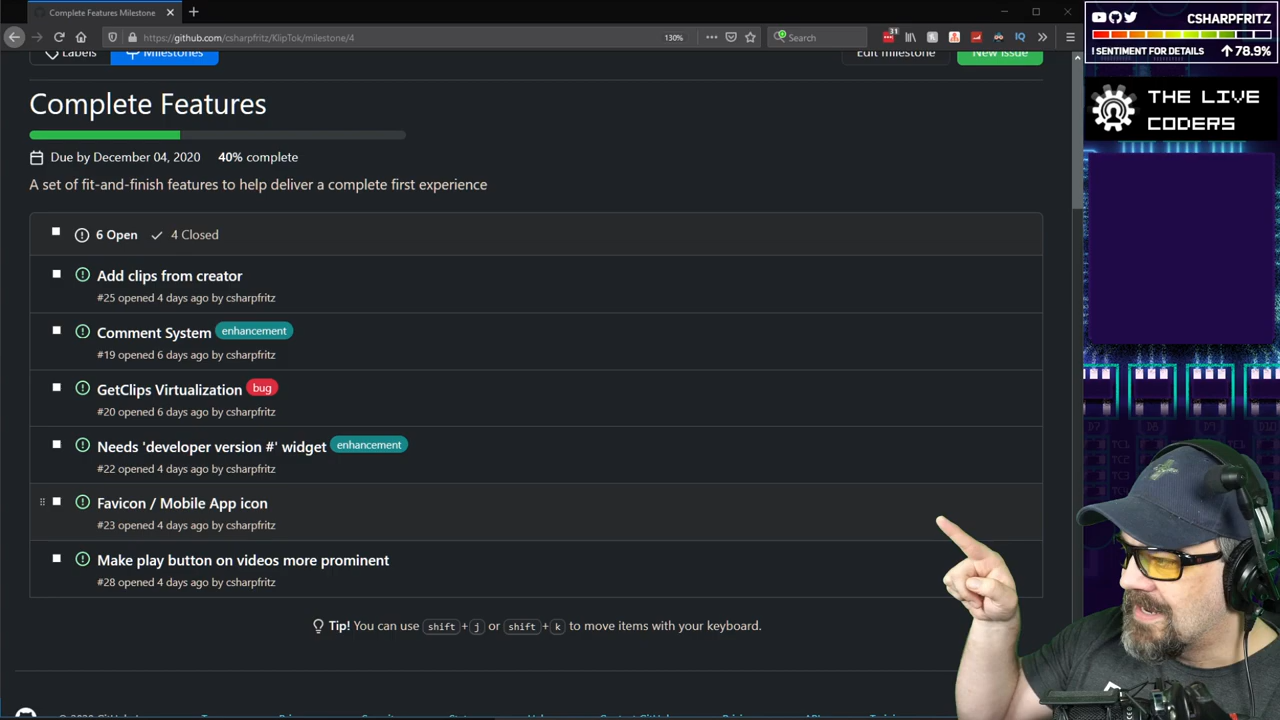 Complete Features Milestone
https://github.com/csharpfritz/KlipTok/milestone/4
130%
Search
31
IQ
CSHARPFRITZ
! SENTIMENT FOR DETAILS 78.9%
THE LIVE CODERS
Labels
Milestones
Edit milestone
New issue
Complete Features
Due by December 04, 2020 40% complete
A set of fit-and-finish features to help deliver a complete first experience
6 Open 4 Closed
Add clips from creator
#25 opened 4 days ago by csharpfritz
Comment System enhancement
#19 opened 6 days ago by csharpfritz
GetClips Virtualization bug
#20 opened 6 days ago by csharpfritz
Needs 'developer version #' widget enhancement
#22 opened 4 days ago by csharpfritz
Favicon / Mobile App icon
#23 opened 4 days ago by csharpfritz
Make play button on videos more prominent
#28 opened 4 days ago by csharpfritz
Tip! You can use shift + j or shift + k to move items with your keyboard.
D7 D8 D9 D10